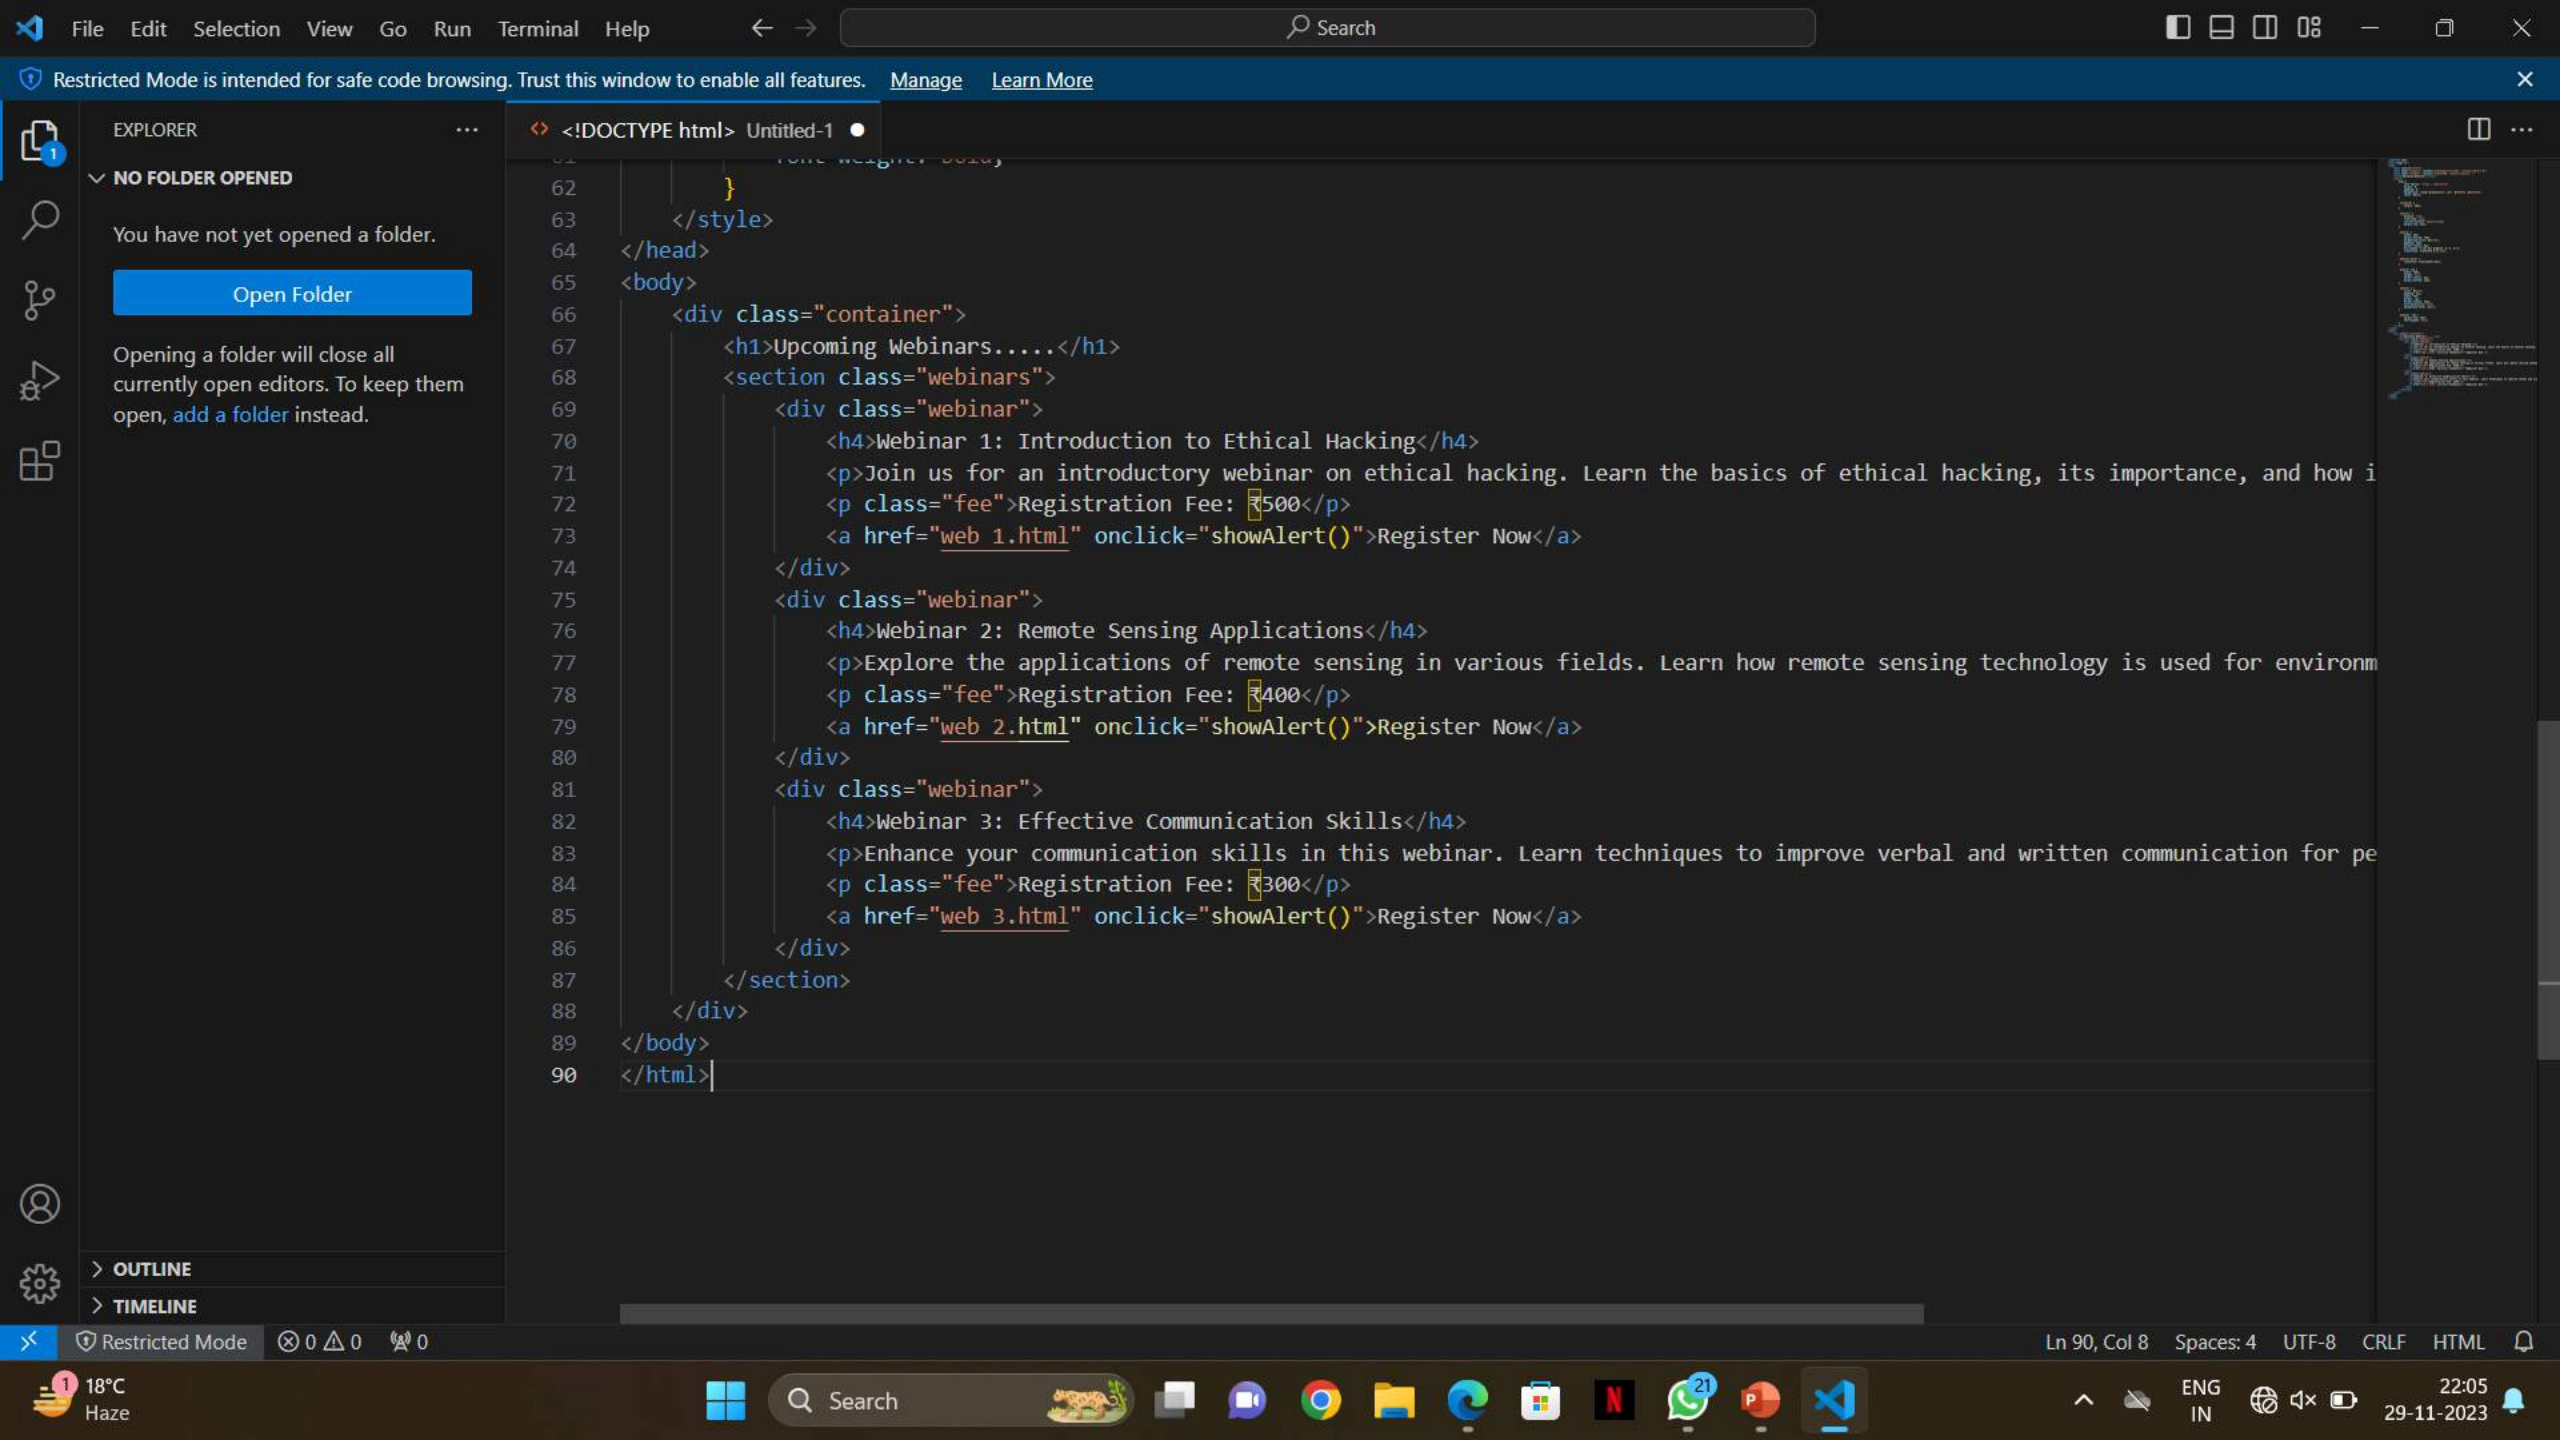 File Edit Selection View Go Run Terminal Help
Search
Restricted Mode is intended for safe code browsing. Trust this window to enable all features. Manage Learn More
EXPLORER
<!DOCTYPE html> Untitled-1
1
NO FOLDER OPENED
You have not yet opened a folder.
Open Folder
Opening a folder will close all
currently open editors. To keep them
open, add a folder instead.
62 }
63 </style>
64 </head>
65 <body>
66 <div class="container">
67 <h1>Upcoming Webinars.....</h1>
68 <section class="webinars">
69 <div class="webinar">
70 <h4>Webinar 1: Introduction to Ethical Hacking</h4>
71 <p>Join us for an introductory webinar on ethical hacking. Learn the basics of ethical hacking, its importance, and how i
72 <p class="fee">Registration Fee: ₹500</p>
73 <a href="web 1.html" onclick="showAlert()">Register Now</a>
74 </div>
75 <div class="webinar">
76 <h4>Webinar 2: Remote Sensing Applications</h4>
77 <p>Explore the applications of remote sensing in various fields. Learn how remote sensing technology is used for environm
78 <p class="fee">Registration Fee: ₹400</p>
79 <a href="web 2.html" onclick="showAlert()">Register Now</a>
80 </div>
81 <div class="webinar">
82 <h4>Webinar 3: Effective Communication Skills</h4>
83 <p>Enhance your communication skills in this webinar. Learn techniques to improve verbal and written communication for pe
84 <p class="fee">Registration Fee: ₹300</p>
85 <a href="web 3.html" onclick="showAlert()">Register Now</a>
86 </div>
87 </section>
88 </div>
89 </body>
90 </html>
OUTLINE
TIMELINE
Restricted Mode 0 0 0 Ln 90, Col 8 Spaces: 4 UTF-8 CRLF HTML
1 18°C
Haze
Search
N
21
P
ENG
IN
22:05
29-11-2023